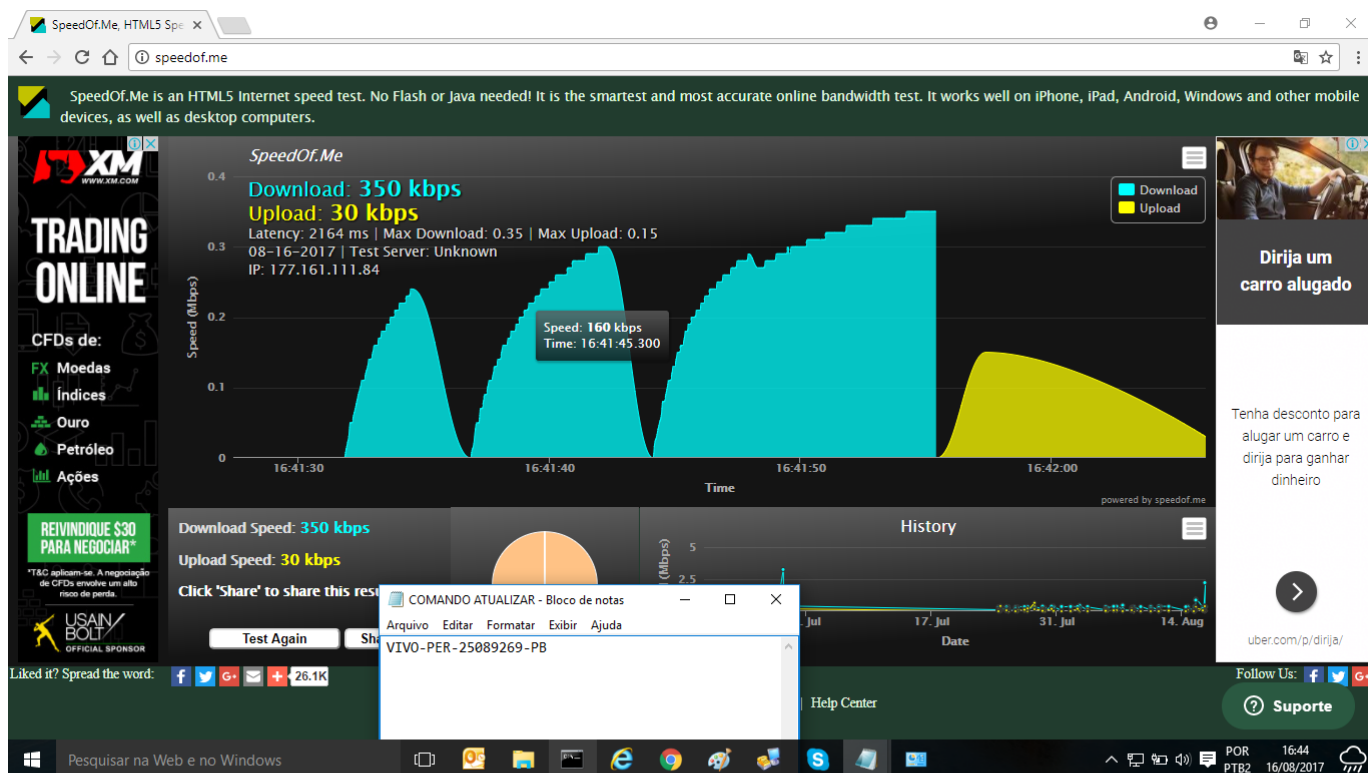 SpeedOf.Me, HTML5 Spe
speedof.me
SpeedOf.Me is an HTML5 Internet speed test. No Flash or Java needed! It is the smartest and most accurate online bandwidth test. It works well on iPhone, iPad, Android, Windows and other mobile
devices, as well as desktop computers.
XM
WWW.XM.COM
TRADING
ONLINE
CFDs de:
FX Moedas
Índices
Ouro
Petróleo
Ações
REIVINDIQUE $30
PARA NEGOCIAR*
*T&C aplicam-se. A negociação
de CFDs envolve um alto
risco de perda.
USAIN
BOLT
OFFICIAL SPONSOR
SpeedOf.Me
Download: 350 kbps
Upload: 30 kbps
Latency: 2164 ms | Max Download: 0.35 | Max Upload: 0.15
08-16-2017 | Test Server: Unknown
IP: 177.161.111.84
Download
Upload
Speed (Mbps)
0.4
0.3
0.2
0.1
0
Speed: 160 kbps
Time: 16:41:45.300
16:41:30
16:41:40
16:41:50
16:42:00
Time
powered by speedof.me
Dirija um
carro alugado
Tenha desconto para
alugar um carro e
dirija para ganhar
dinheiro
uber.com/p/dirija/
Download Speed: 350 kbps
Upload Speed: 30 kbps
Click 'Share' to share this resu
Test Again
Sha
History
(Mbps)
5
2.5
Jul
17. Jul
31. Jul
14. Aug
Date
COMANDO ATUALIZAR - Bloco de notas
Arquivo Editar Formatar Exibir Ajuda
VIVO-PER-25089269-PB
Liked it? Spread the word:
26.1K
| Help Center
Follow Us:
Suporte
Pesquisar na Web e no Windows
POR
PTB2
16:44
16/08/2017